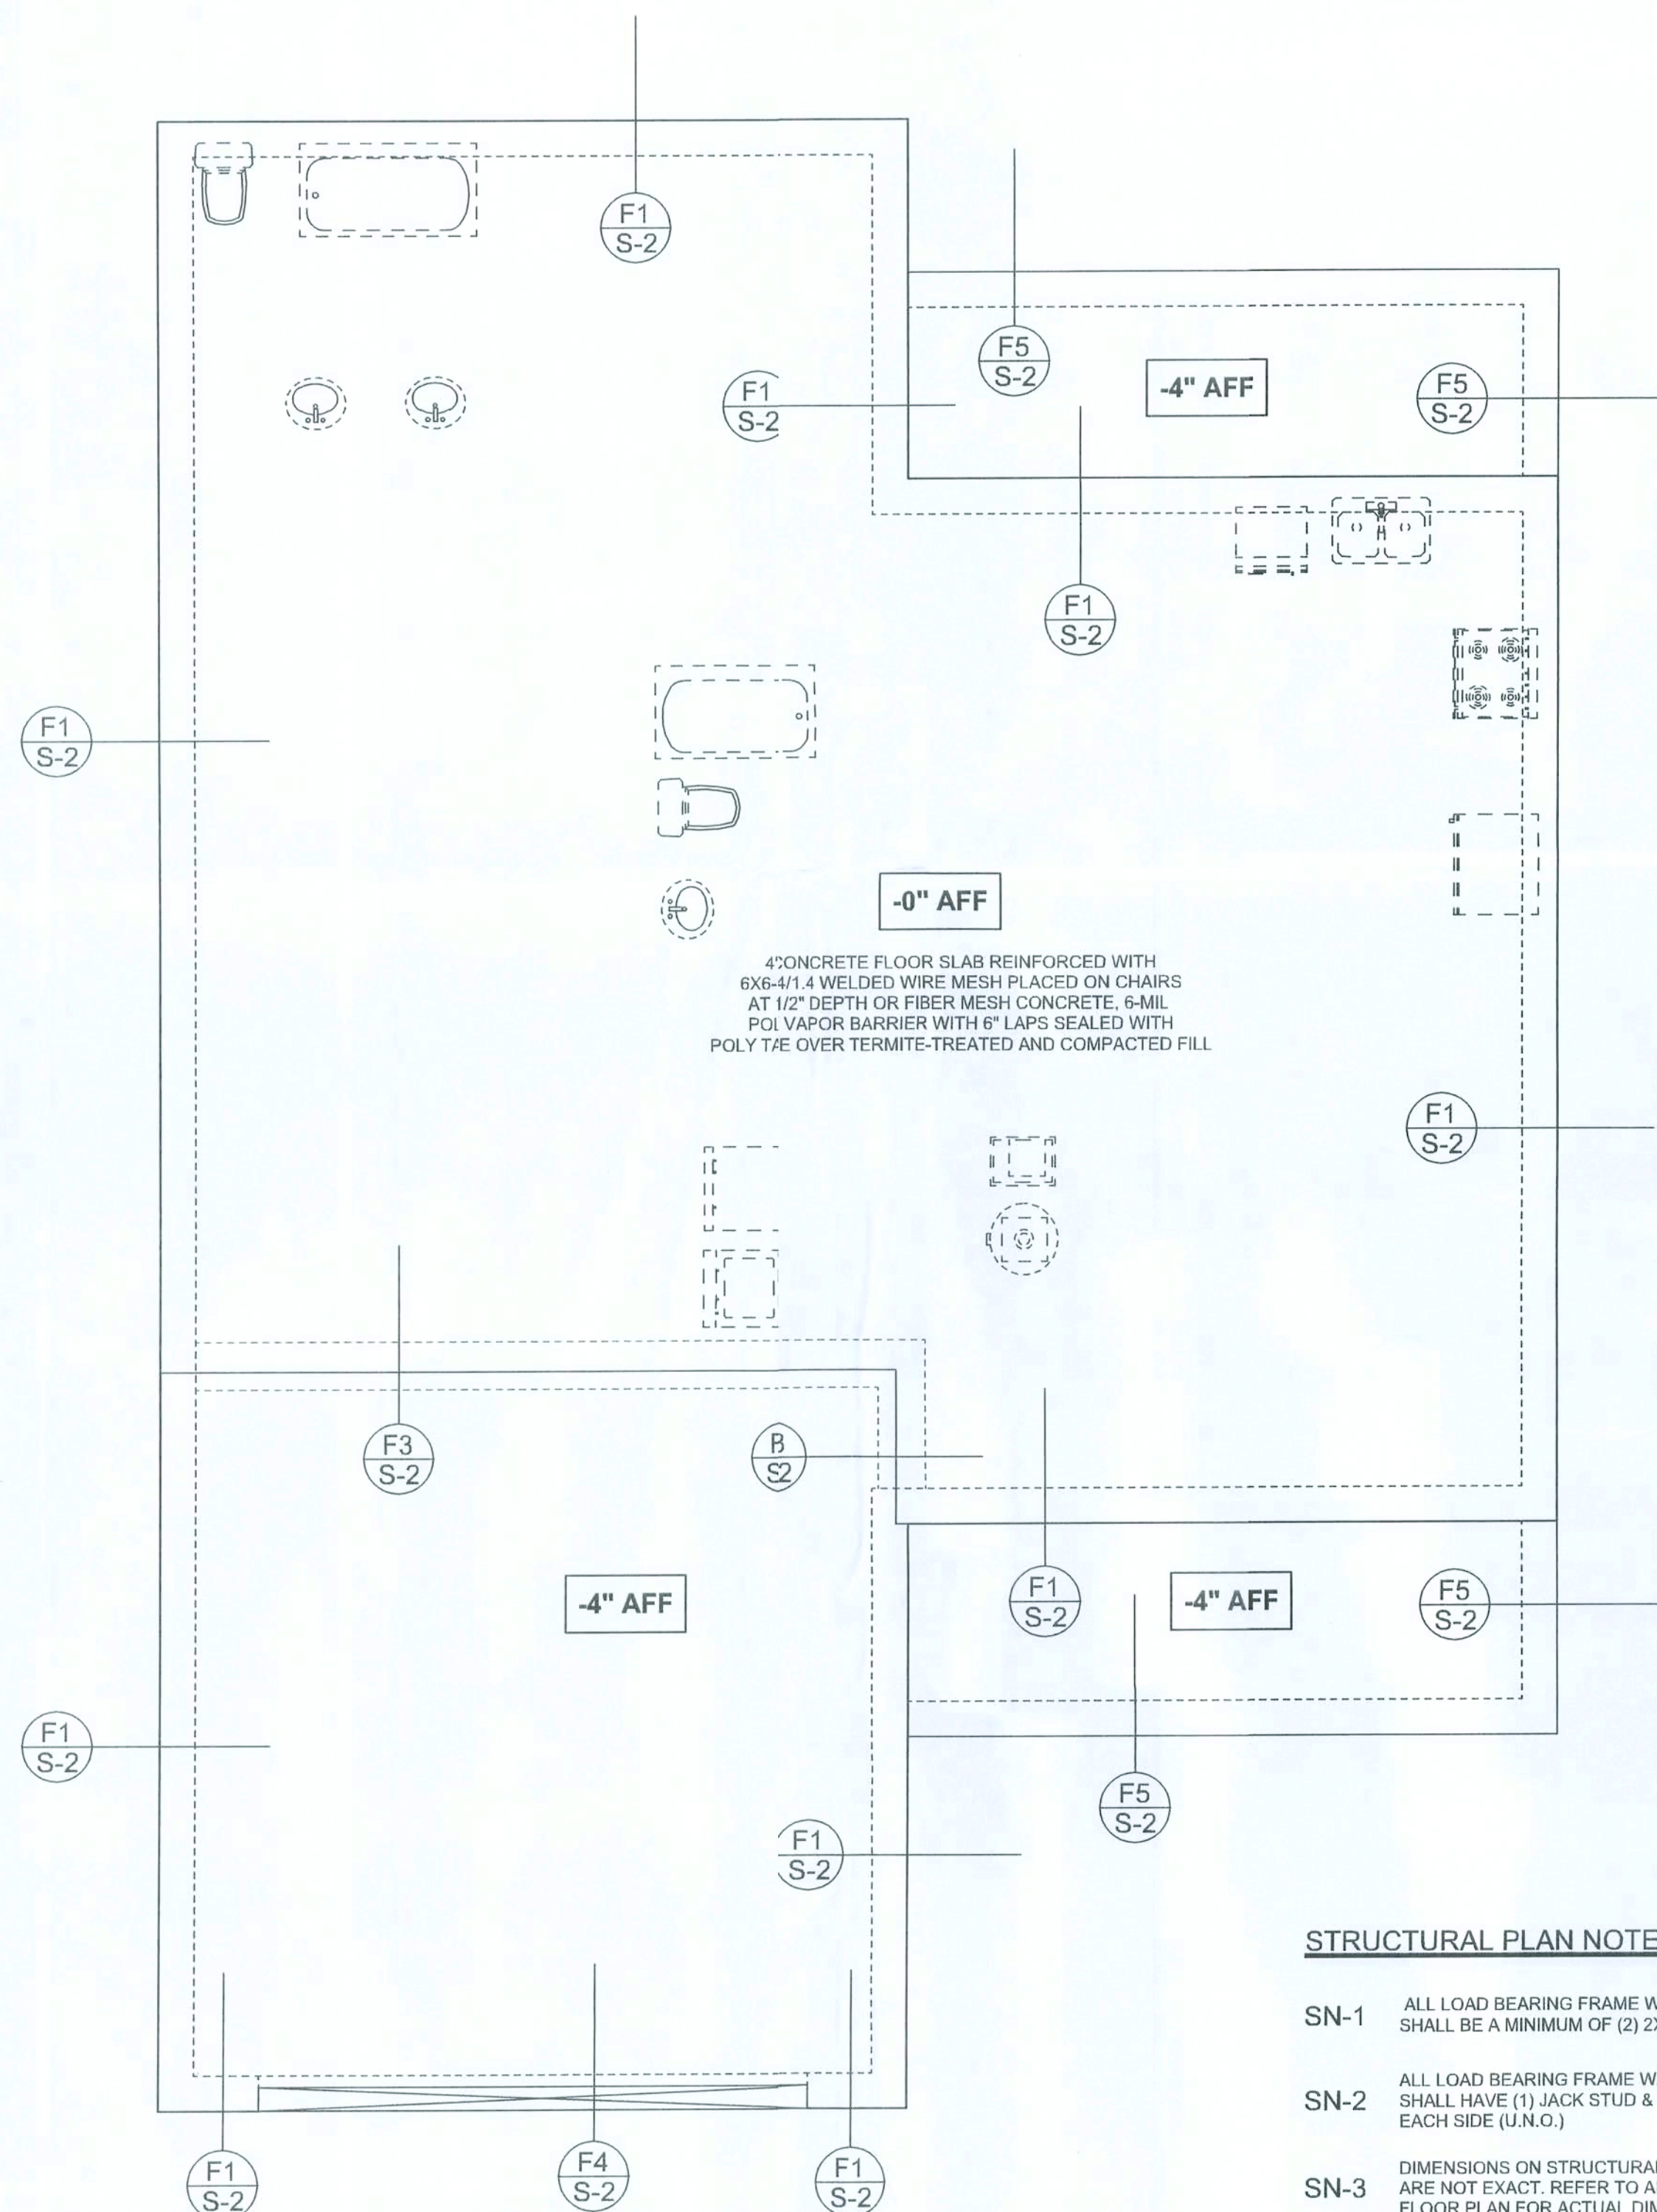 F1
S-2
F5
S-2
-4" AFF
F5
S-2
F1
S-2
F1
S-2
F1
S-2
-0" AFF
CONCRETE FLOOR SLAB REINFORCED WITH
6X6-4/1.4 WELDED WIRE MESH PLACED ON CHAIRS
AT 1/2" DEPTH OR FIBER MESH CONCRETE, 6-MIL
VAPOR BARRIER WITH 6" LAPS SEALED WITH
POLY OVER TERMITE-TREATED AND COMPACTED FILL
F1
S-2
F3
S-2
-4" AFF
F1
S-2
-4" AFF
F5
S-2
F1
S-2
F5
S-2
F1
S-2
STRUCTURAL PLAN NOTE
SN-1 ALL LOAD BEARING FRAME
SHALL BE A MINIMUM OF (2)
SN-2 ALL LOAD BEARING FRAME
SHALL HAVE (1) JACK STUD &
EACH SIDE (U.N.O.)
SN-3 DIMENSIONS ON STRUCTURAL
ARE NOT EXACT. REFER TO
FLOOR PLAN FOR ACTUAL
F1
S-2
F4
S-2
F1
S-2